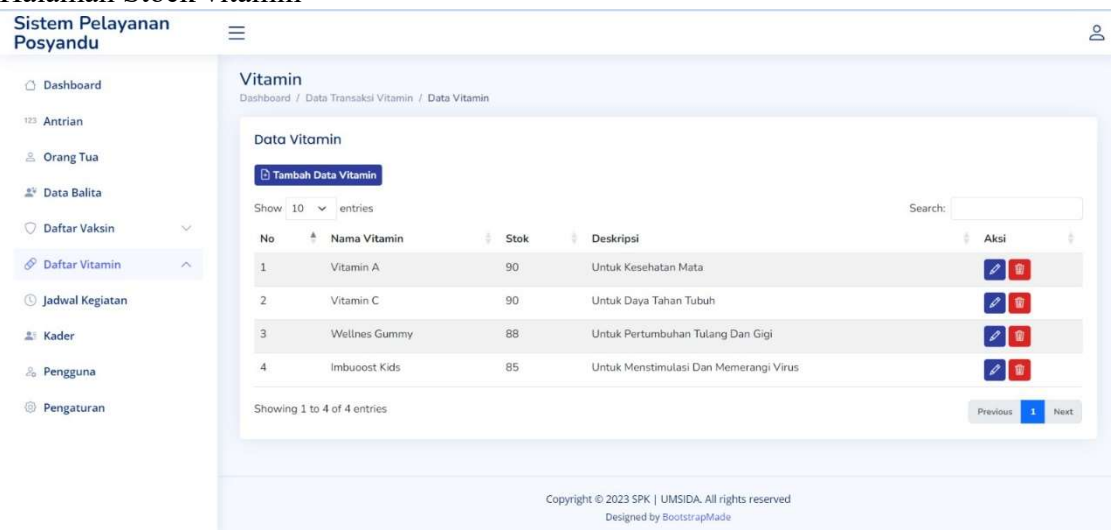 Halaman Stock Vitamin
Sistem Pelayanan
Posyandu
Dashboard
123 Antrian
Orang Tua
Data Balita
Daftar Vaksin
Daftar Vitamin
Jadwal Kegiatan
Kader
Pengguna
Pengaturan
Vitamin
Dashboard / Data Transaksi Vitamin / Data Vitamin
Data Vitamin
Tambah Data Vitamin
Show 10 entries
Search:
No Nama Vitamin Stok Deskripsi Aksi
1 Vitamin A 90 Untuk Kesehatan Mata
2 Vitamin C 90 Untuk Daya Tahan Tubuh
3 Wellnes Gummy 88 Untuk Pertumbuhan Tulang Dan Gigi
4 Imbuoost Kids 85 Untuk Menstimulasi Dan Memerangi Virus
Showing 1 to 4 of 4 entries
Previous 1 Next
Copyright © 2023 SPK | UMSIDA. All rights reserved
Designed by BootstrapMade